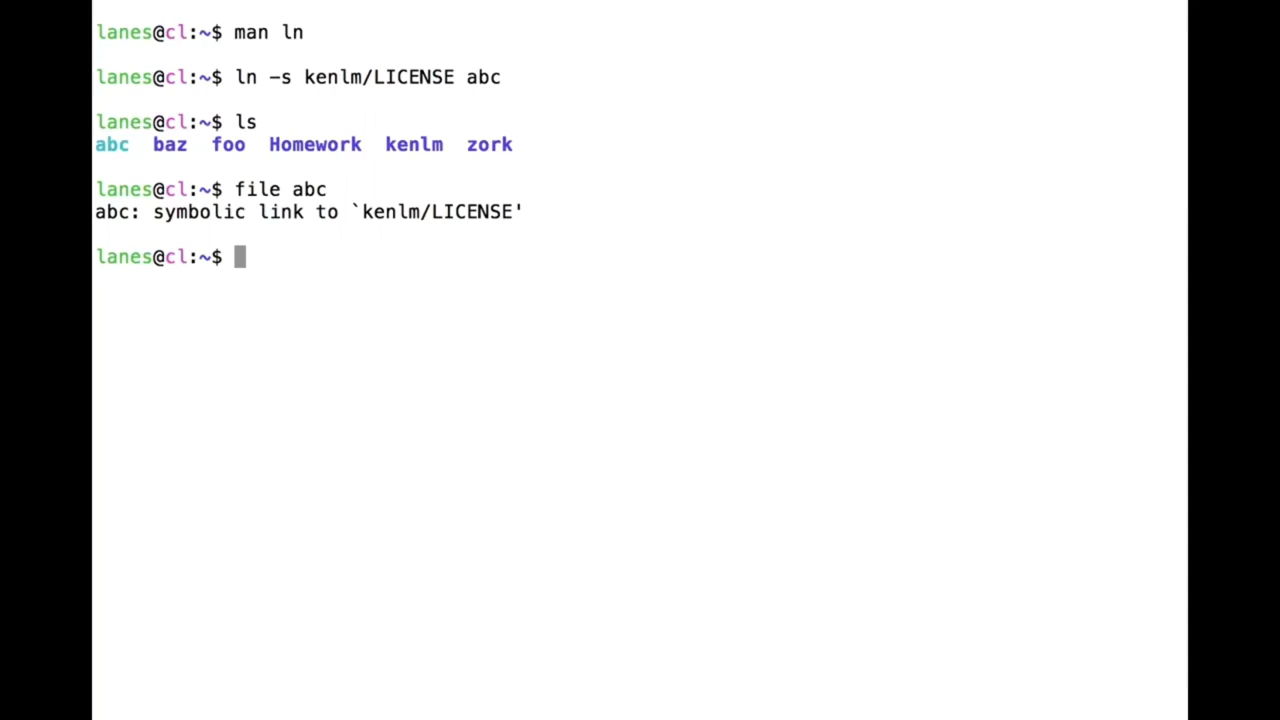 lanes@cl:~$ man ln
lanes@cl:~$ ln -s kenlm/LICENSE abc
lanes@cl:~$ ls
abc  baz  foo  Homework  kenlm  zork
lanes@cl:~$ file abc
abc: symbolic link to `kenlm/LICENSE'
lanes@cl:~$